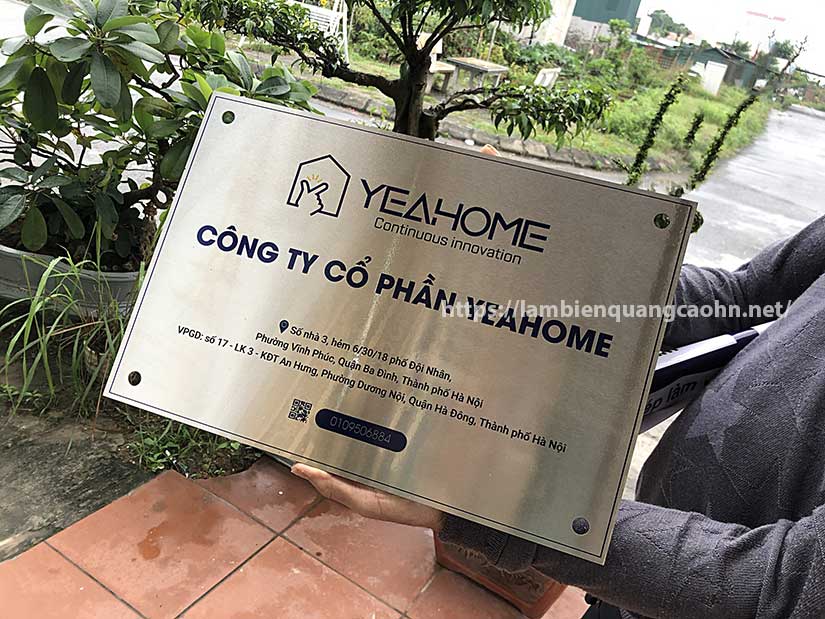 YEAHOME
Continuous innovation
CÔNG TY CỔ PHẦN YEAHOME
https://lambienquangcaohn.net/
Số nhà 3, hẻm 6/30/18 phố Đội Nhân,
Phường Vĩnh Phúc, Quận Ba Đình, Thành phố Hà Nội
VPGD: số 17 - LK 3 - KĐT An Hưng, Phường Dương Nội, Quận Hà Đông, Thành phố Hà Nội
0109506884
làm